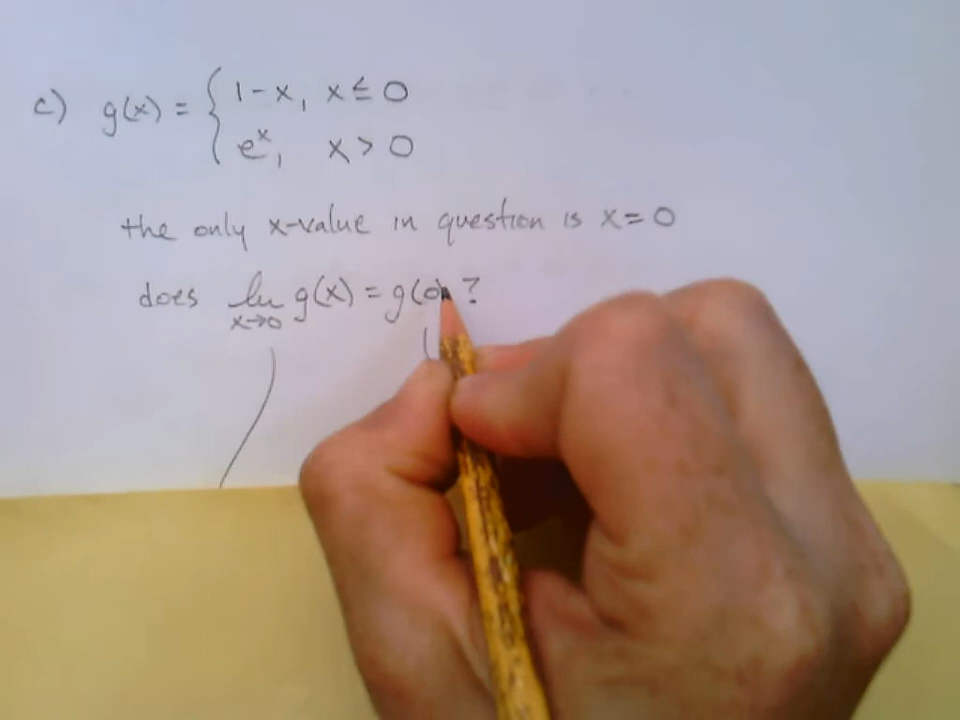 c) g(x) = { 1-x, x ≤ 0
e^x, x > 0
the only x-value in question is x=0
does lim g(x) = g(0) ?
x→0